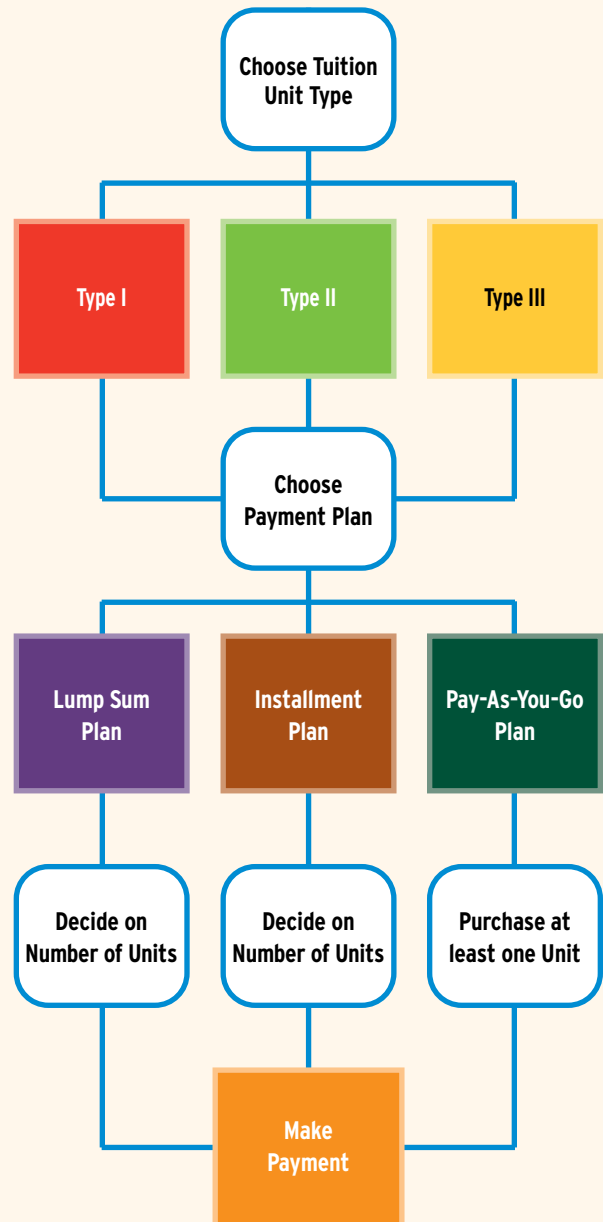 Choose Tuition
Unit Type
Type I
Type II
Type III
Choose
Payment Plan
Lump Sum
Plan
Installment
Plan
Pay-As-You-Go
Plan
Decide on
Number of Units
Decide on
Number of Units
Purchase at
least one Unit
Make
Payment